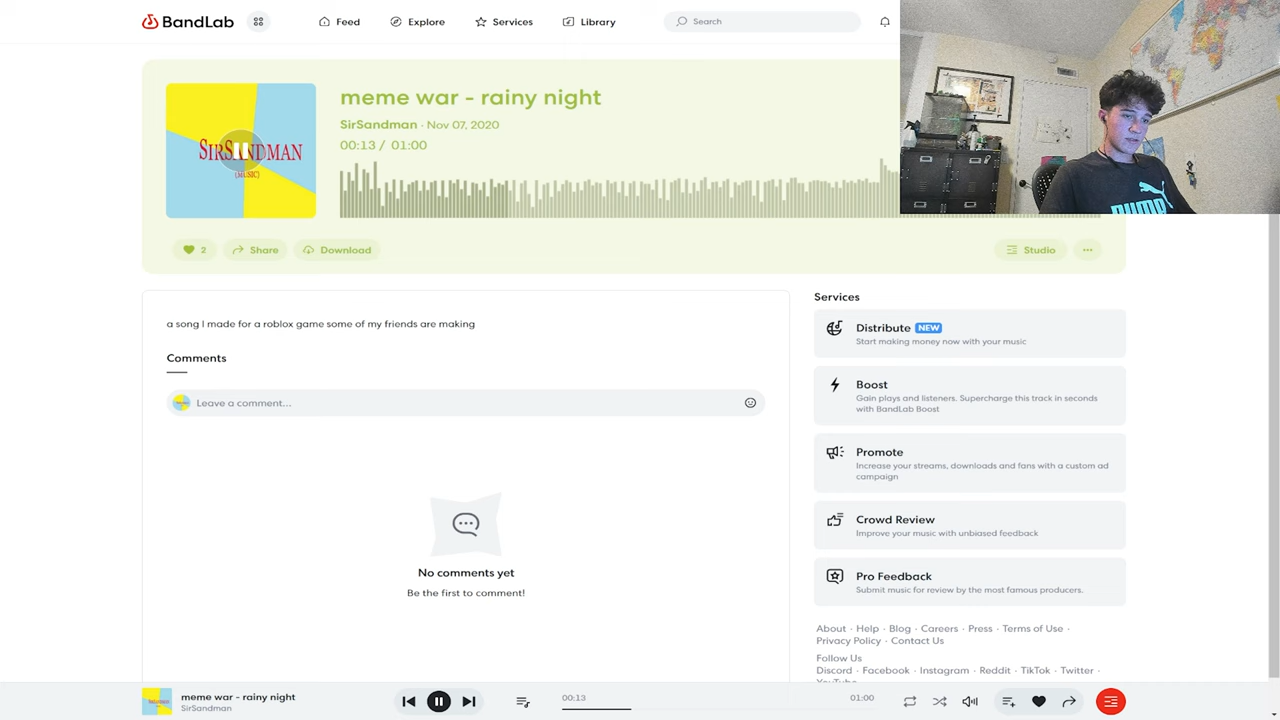 BandLab
Feed
Explore
Services
Library
Search
meme war - rainy night
SirSandman · Nov 07, 2020
00:13 / 01:00
SIRSANDMAN
(MUSIC)
2
Share
Download
Studio
a song I made for a roblox game some of my friends are making
Comments
Leave a comment...
No comments yet
Be the first to comment!
Services
Distribute NEW
Start making money now with your music
Boost
Gain plays and listeners. Supercharge this track in seconds
with BandLab Boost
Promote
Increase your streams, downloads and fans with a custom ad
campaign
Crowd Review
Improve your music with unbiased feedback
Pro Feedback
Submit music for review by the most famous producers.
About · Help · Blog · Careers · Press · Terms of Use ·
Privacy Policy · Contact Us
Follow Us
Discord · Facebook · Instagram · Reddit · TikTok · Twitter ·
YouTube
meme war - rainy night
SirSandman
00:13
01:00
PUMA